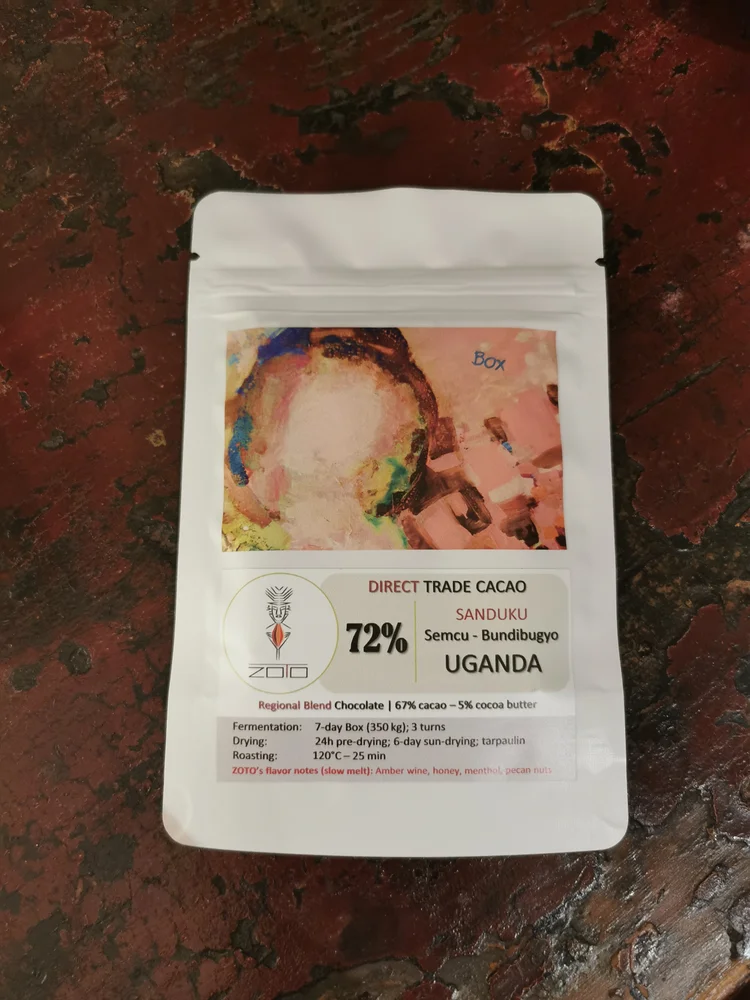 Box
DIRECT TRADE CACAO
72%
SANDUKU
Semcu - Bundibugyo
UGANDA
ZOTO
Regional Blend Chocolate | 67% cacao – 5% cocoa butter
Fermentation: 7-day Box (350 kg); 3 turns
Drying: 24h pre-drying; 6-day sun-drying; tarpaulin
Roasting: 120°C – 25 min
ZOTO's flavor notes (slow melt): Amber wine, honey, menthol, pecan nuts